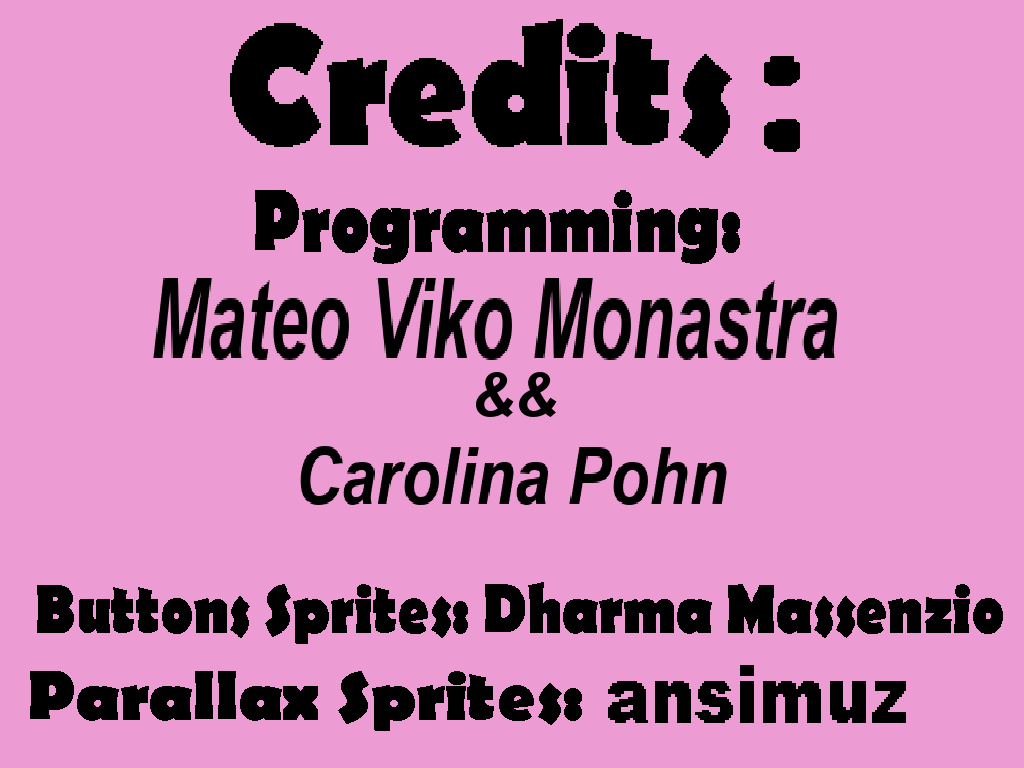 Credits:
Programming:
Mateo Viko Monastra
&&
Carolina Pohn
Buttons Sprites: Dharma Massenzio
Parallax Sprites: ansimuz